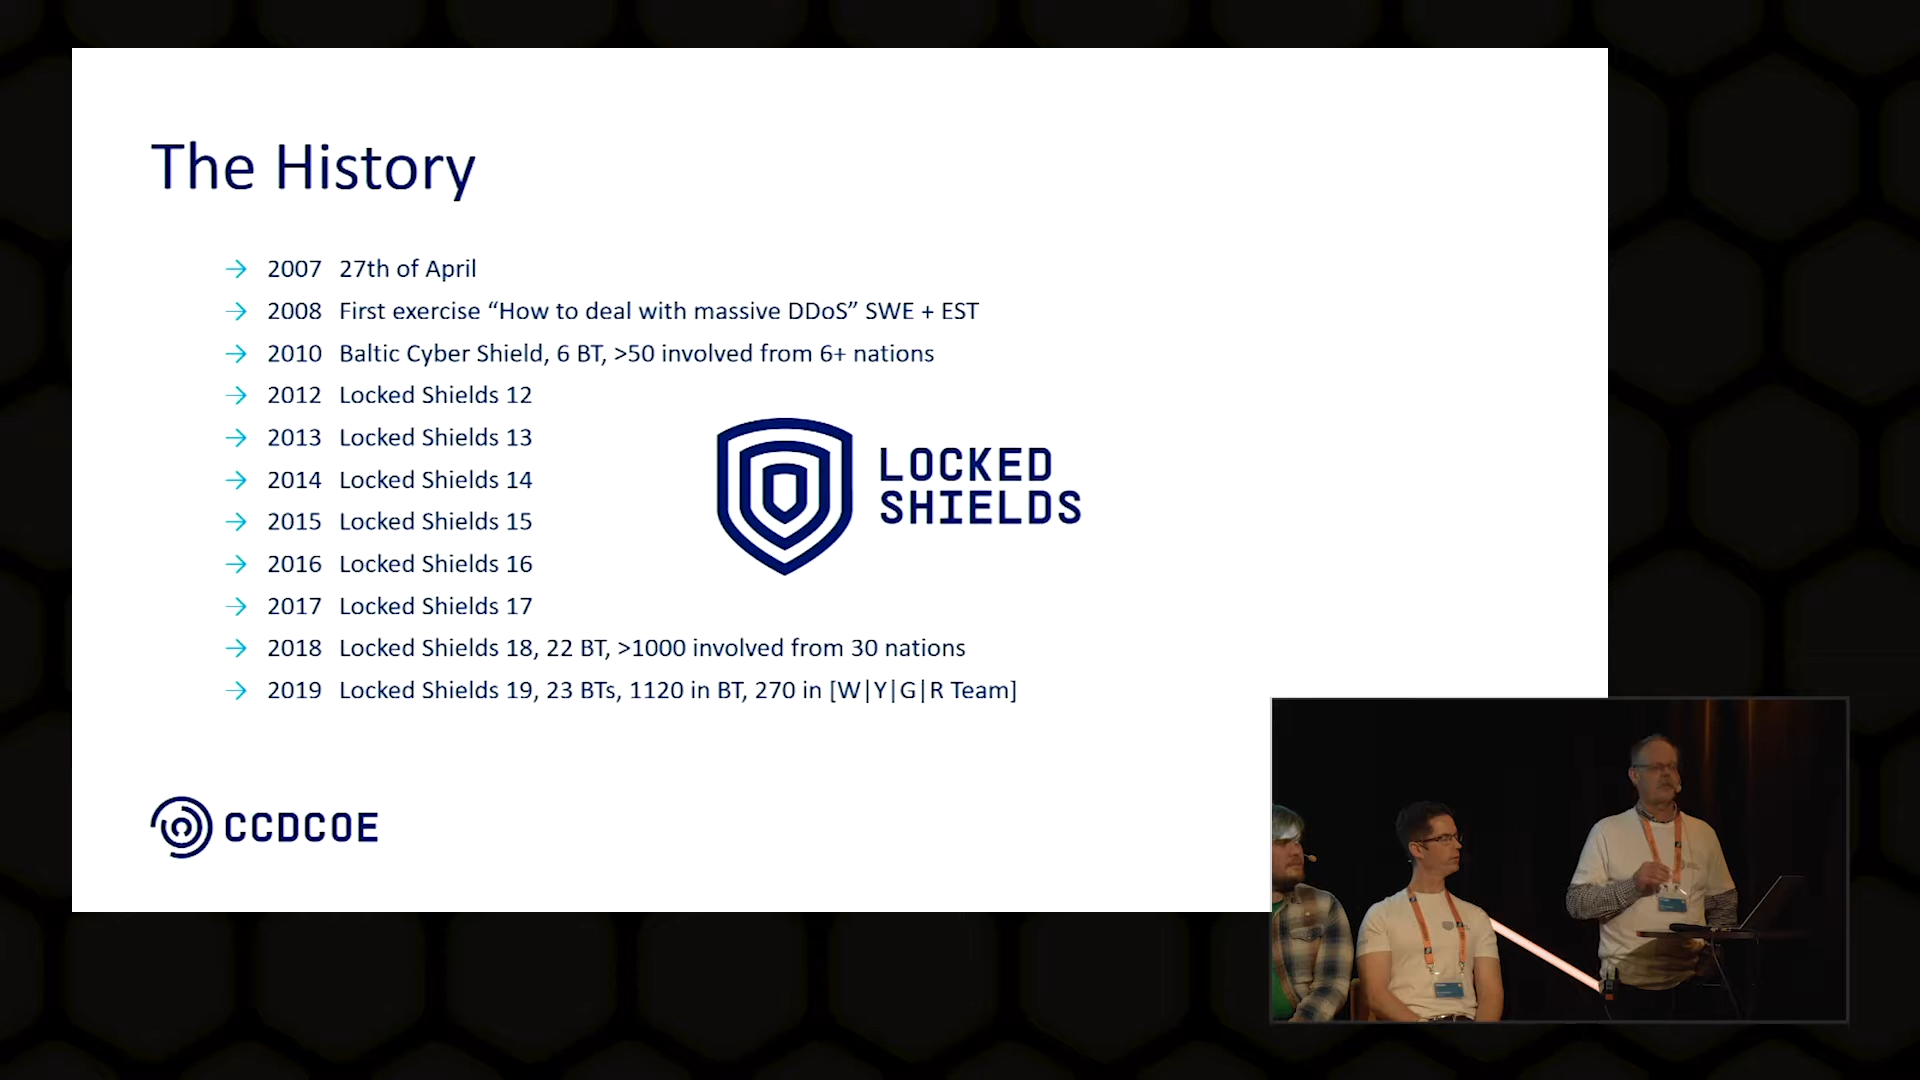 The History
→ 2007 27th of April
→ 2008 First exercise “How to deal with massive DDoS” SWE + EST
→ 2010 Baltic Cyber Shield, 6 BT, >50 involved from 6+ nations
→ 2012 Locked Shields 12
→ 2013 Locked Shields 13
→ 2014 Locked Shields 14
→ 2015 Locked Shields 15
→ 2016 Locked Shields 16
→ 2017 Locked Shields 17
→ 2018 Locked Shields 18, 22 BT, >1000 involved from 30 nations
→ 2019 Locked Shields 19, 23 BTs, 1120 in BT, 270 in [W|Y|G|R Team]
LOCKED
SHIELDS
CCDCOE